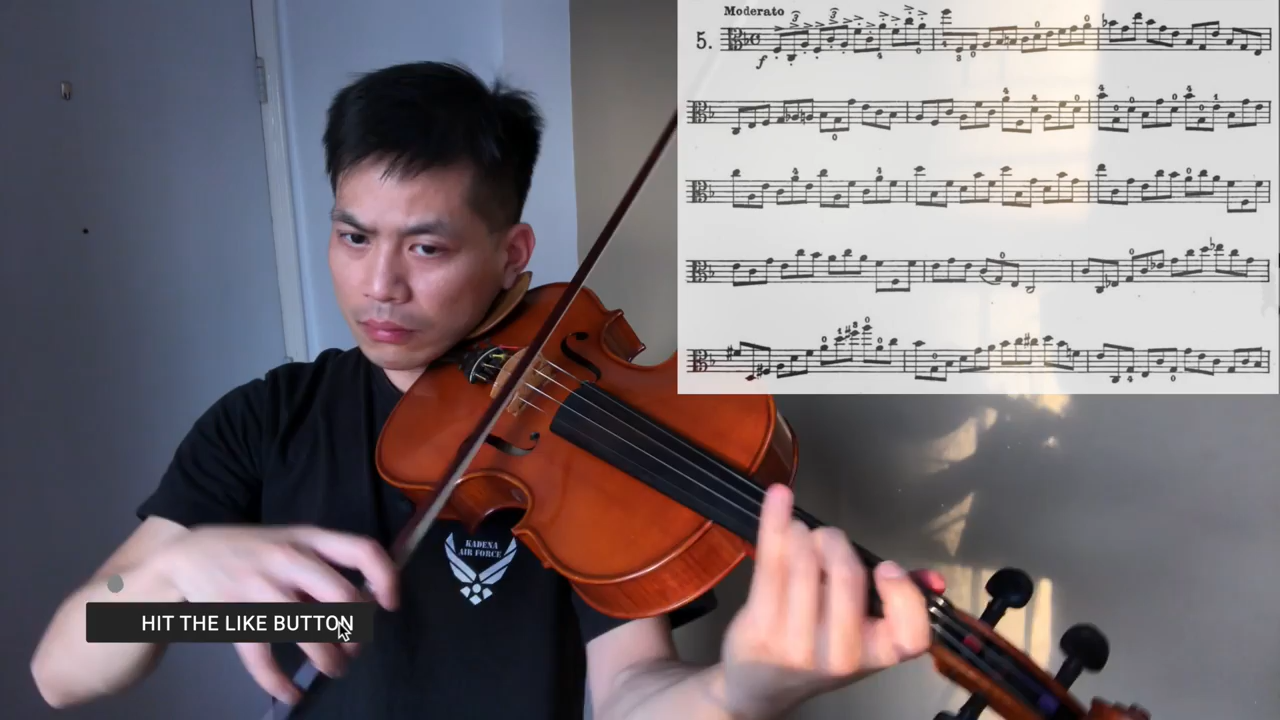 Moderato
5.
f
KADENA
AIR FORCE
HIT THE LIKE BUTTON